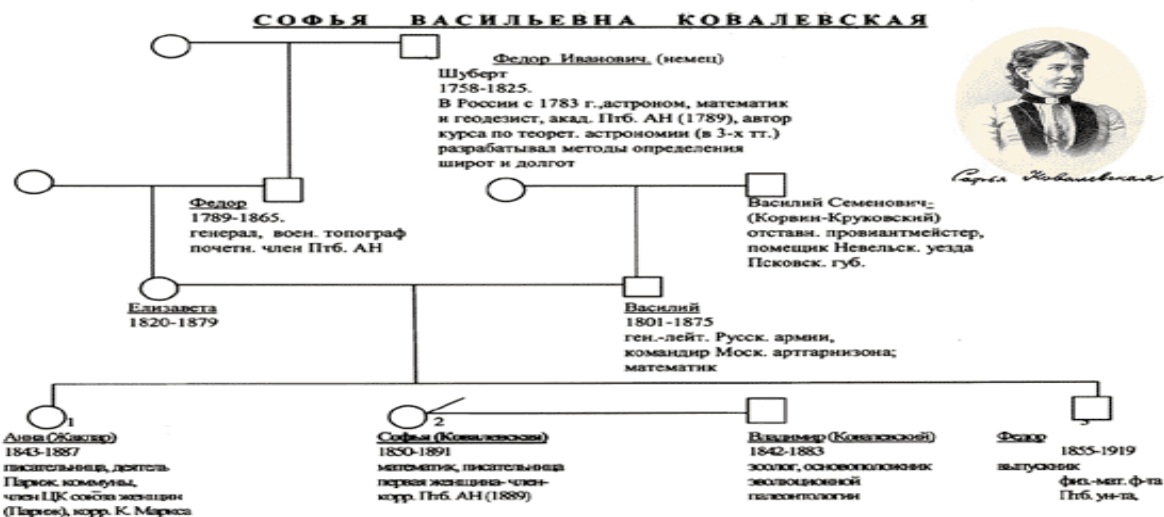 СОФЬЯ ВАСИЛЬЕВНА КОВАЛЕВСКАЯ
Федор Иванович. (немец)
Шуберт
1758-1825.
В России с 1783 г.,астроном, математик
и геодезист, акад. Птб. АН (1789), автор
курса по теорет. астрономии (в 3-х тт.)
разрабатывал методы определения
широт и долгот
Софья Ковалевская
Федор
1789-1865.
генерал, воен. топограф
почетн. член Птб. АН
Василий Семенович-
(Корвин-Круковский)
отставн. провиантмейстер,
помещик Невельск. уезда
Псковск. губ.
Елизавета
1820-1879
Василий
1801-1875
ген.-лейт. Русск. армии,
командир Моск. артгарнизона;
математик
1
Анна (Жаклар)
1843-1887
писательница, деятель
Париж. коммуны,
член ЦК союза женщин
(Париж), корр. К. Маркса
2
Софья (Ковалевская)
1850-1891
математик, писательница
первая женщина- член-
корр. Птб. АН (1889)
Владимир (Ковалевский)
1842-1883
зоолог, основоположник
эволюционной
палеонтологии
3
Федор
1855-1919
выпускник
физ.-мат. ф-та
Птб. ун-та,